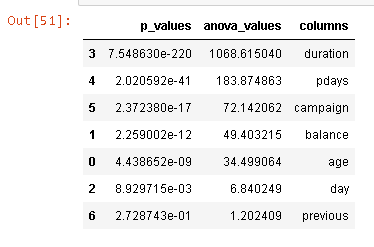 Out[51]:
p_values anova_values columns
3 7.548630e-220 1068.615040 duration
4 2.020592e-41 183.874863 pdays
5 2.372380e-17 72.142062 campaign
1 2.259002e-12 49.403215 balance
0 4.438652e-09 34.499064 age
2 8.929715e-03 6.840249 day
6 2.728743e-01 1.202409 previous